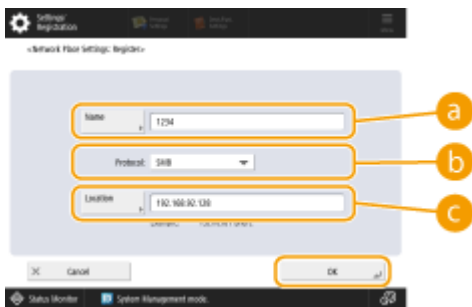 Settings/
Registration
<Network Place Settings: Register>
Name
1234
a
Protocol:
SMB
b
Location
192.168.92.128
c
Cancel
OK
Status Monitor
System Management mode.